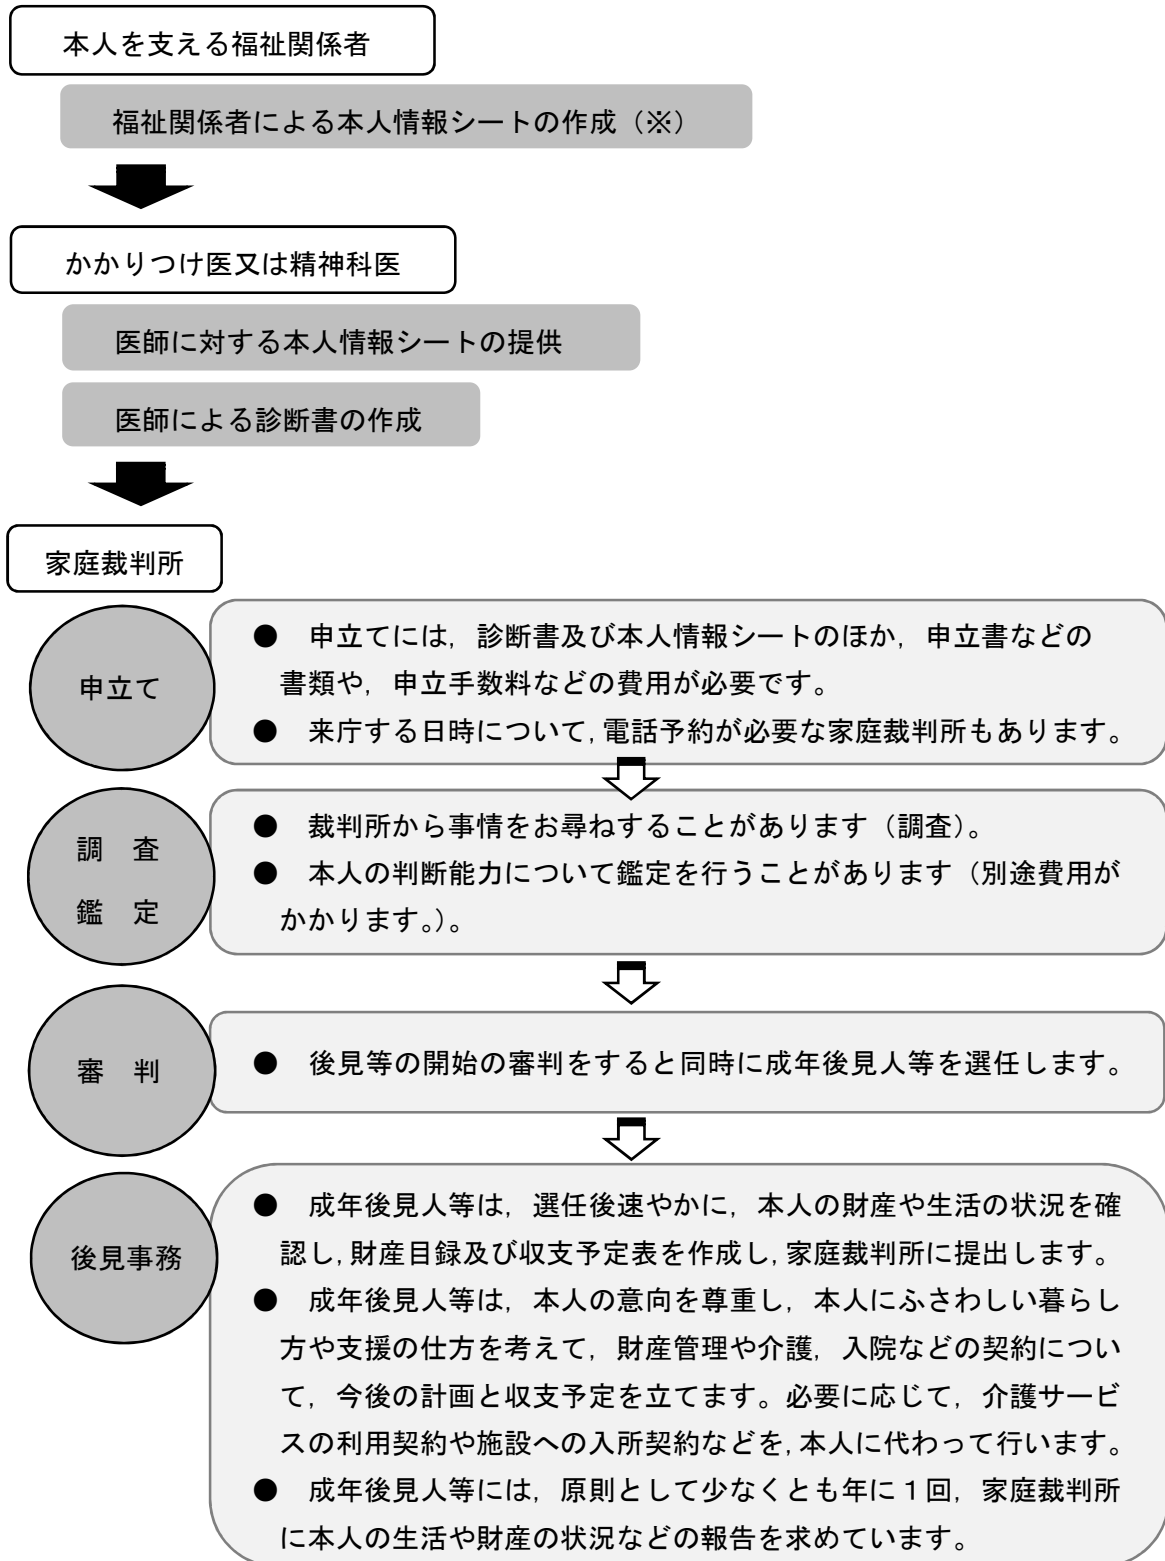 本人を支える福祉関係者
福祉関係者による本人情報シートの作成（※）
かかりつけ医又は精神科医
医師に対する本人情報シートの提供
医師による診断書の作成
家庭裁判所
申立て
● 申立てには，診断書及び本人情報シートのほか，申立書などの
書類や，申立手数料などの費用が必要です。
● 来庁する日時について，電話予約が必要な家庭裁判所もあります。
調 査
鑑 定
● 裁判所から事情をお尋ねすることがあります（調査）。
● 本人の判断能力について鑑定を行うことがあります（別途費用が
かかります。）。
審 判
● 後見等の開始の審判をすると同時に成年後見人等を選任します。
後見事務
● 成年後見人等は，選任後速やかに，本人の財産や生活の状況を確
認し，財産目録及び収支予定表を作成し，家庭裁判所に提出します。
● 成年後見人等は，本人の意向を尊重し，本人にふさわしい暮らし
方や支援の仕方を考えて，財産管理や介護，入院などの契約につい
て，今後の計画と収支予定を立てます。必要に応じて，介護サービ
スの利用契約や施設への入所契約などを，本人に代わって行います。
● 成年後見人等には，原則として少なくとも年に１回，家庭裁判所
に本人の生活や財産の状況などの報告を求めています。